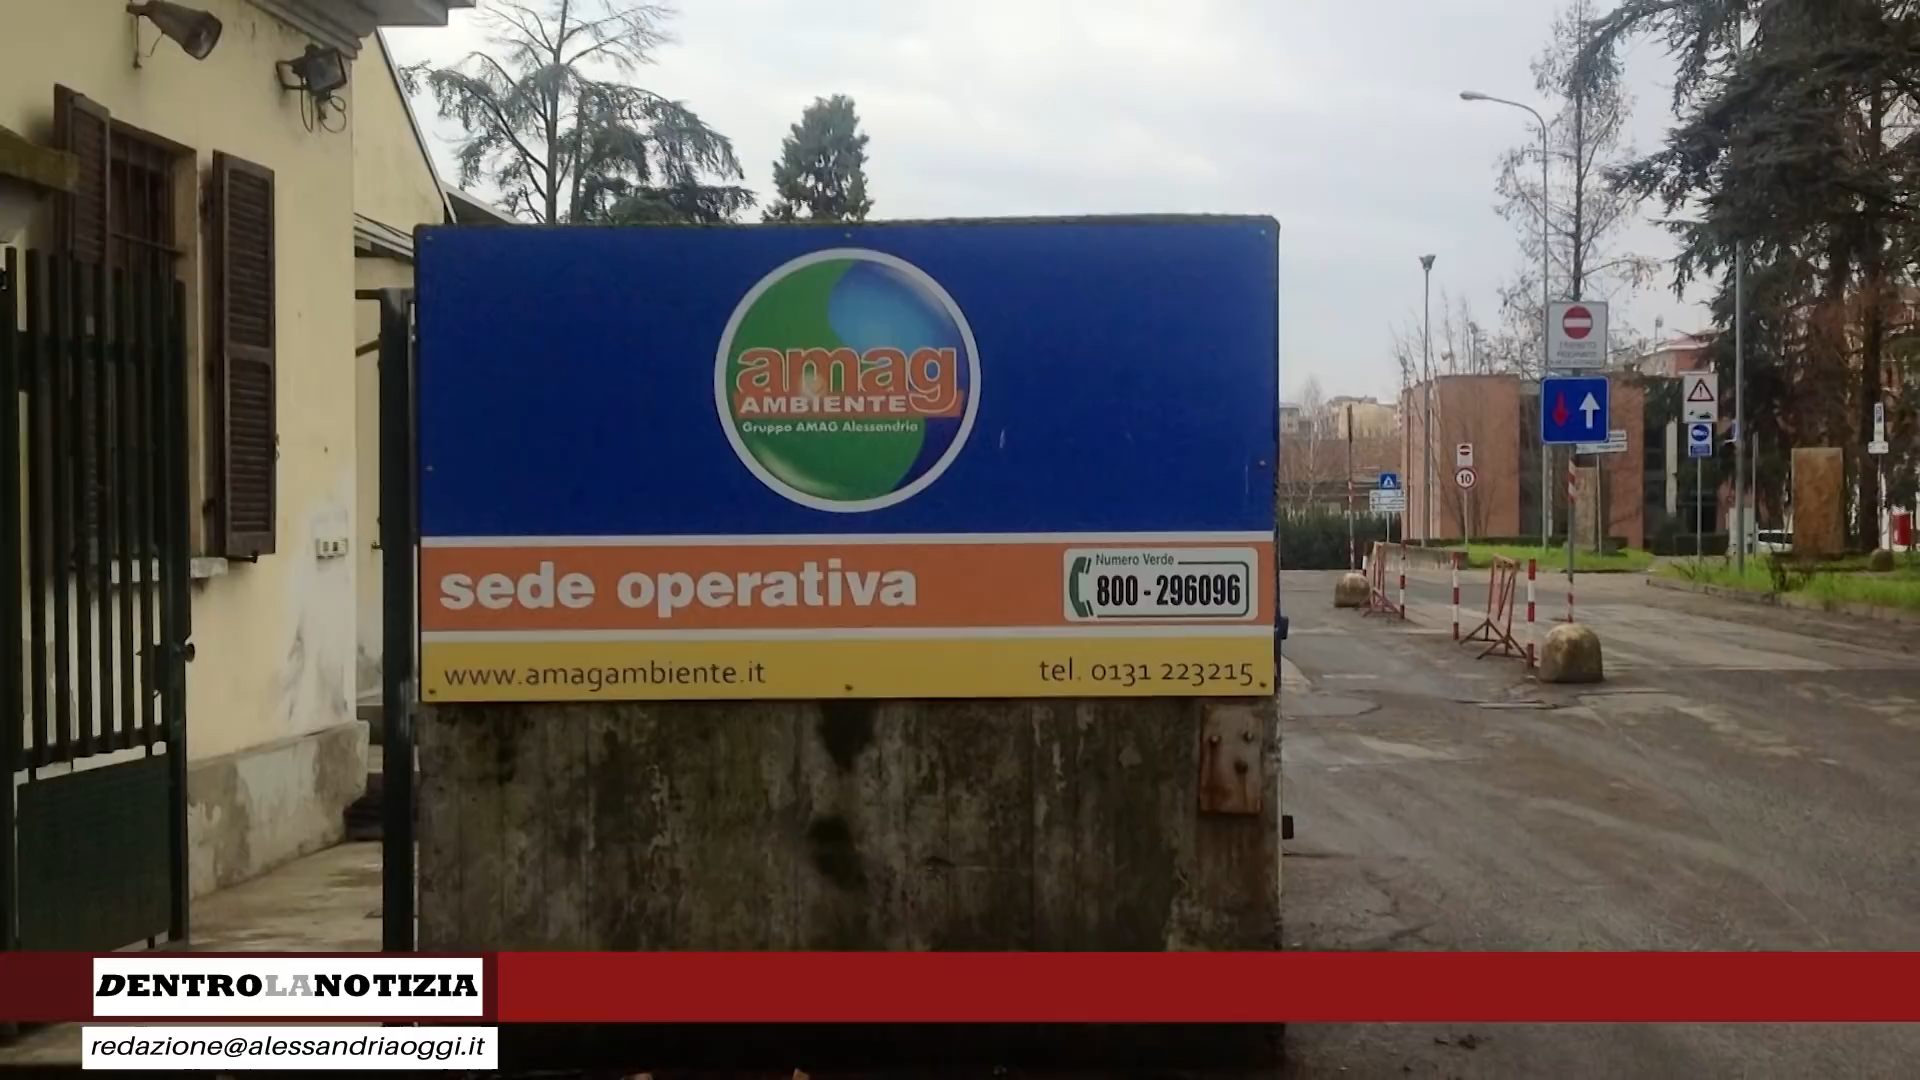 amag
AMBIENTE
Gruppo AMAG Alessandria
sede operativa
Numero Verde
800-296096
www.amagambiente.it
tel. 0131 223215
10
DENTROLANOTIZIA
redazione@alessandriaoggi.it